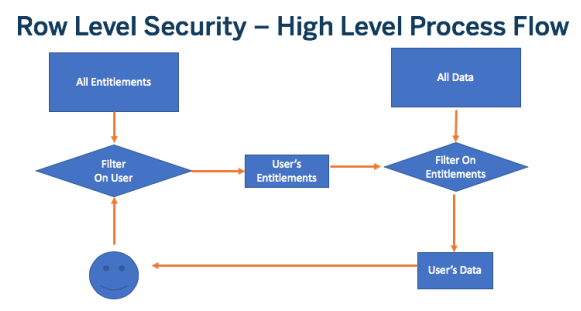 Row Level Security – High Level Process Flow
All Entitlements
All Data
Filter
On User
User's
Entitlements
Filter On
Entitlements
User's Data